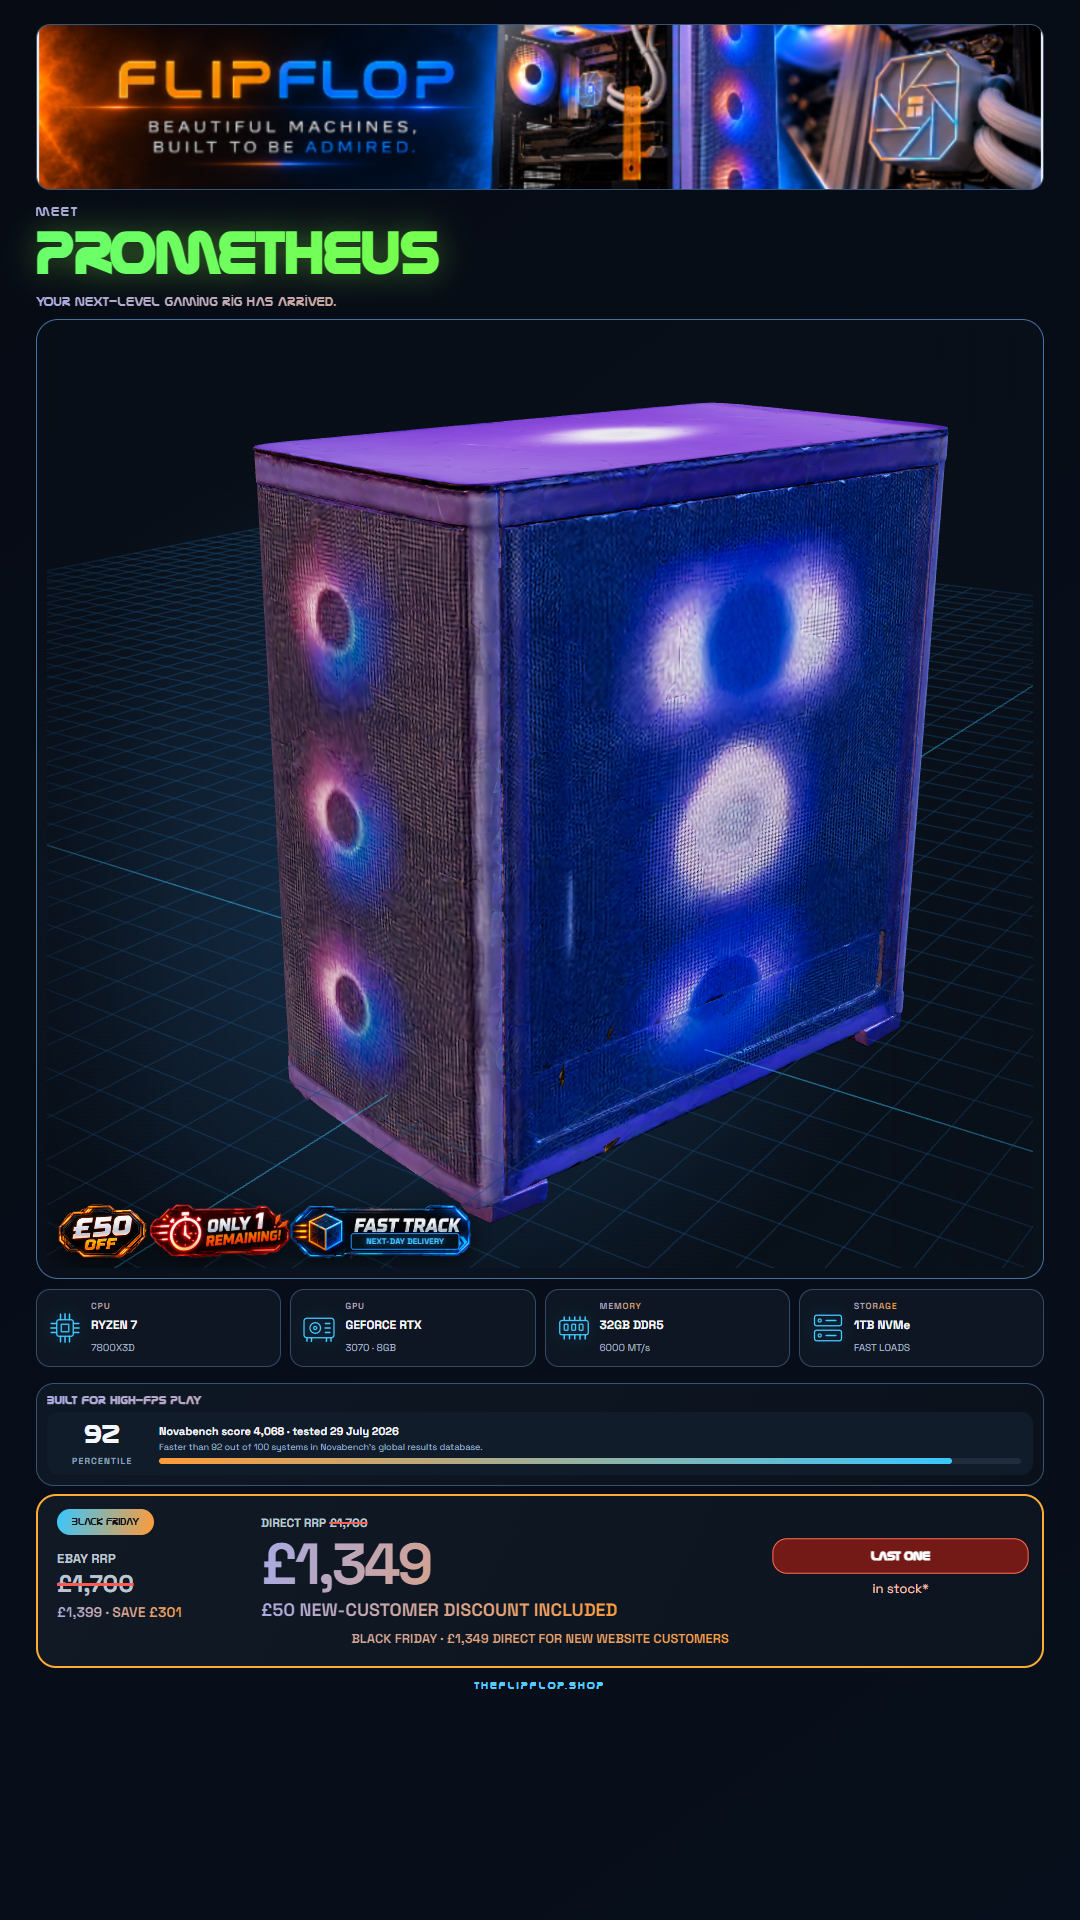 FLIPFLOP
BEAUTIFUL MACHINES,
BUILT TO BE ADMIRED.
MEET
PROMETHEUS
YOUR NEXT-LEVEL GAMING RIG HAS ARRIVED.
£50
OFF
ONLY 1
REMAINING!
FAST TRACK
NEXT-DAY DELIVERY
CPU
RYZEN 7
7800X3D
GPU
GEFORCE RTX
3070 · 8GB
MEMORY
32GB DDR5
6000 MT/s
STORAGE
1TB NVMe
FAST LOADS
BUILT FOR HIGH-FPS PLAY
92
PERCENTILE
Novabench score 4,068 · tested 29 July 2026
Faster than 92 out of 100 systems in Novabench's global results database.
BLACK FRIDAY
EBAY RRP
£1,700
£1,399 · SAVE £301
DIRECT RRP £1,700
£1,349
£50 NEW-CUSTOMER DISCOUNT INCLUDED
BLACK FRIDAY · £1,349 DIRECT FOR NEW WEBSITE CUSTOMERS
LAST ONE
in stock*
THEFLIPFLOP.SHOP